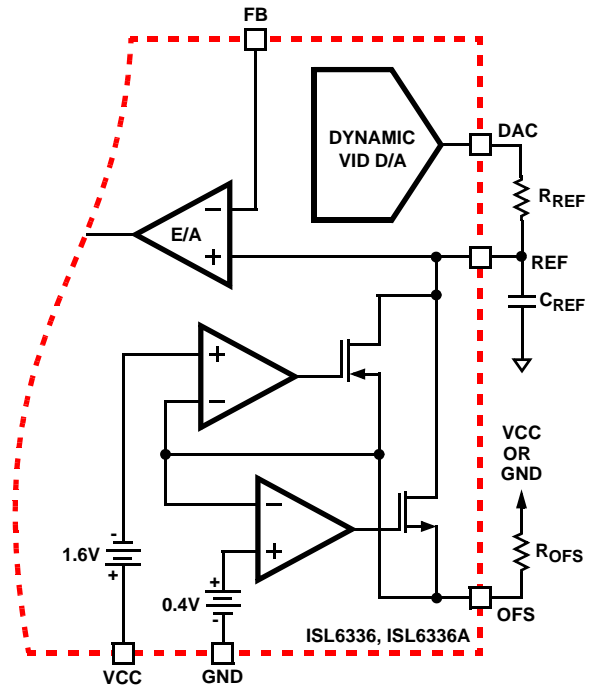 FB
DYNAMIC
VID D/A
DAC
RREF
E/A
-
+
REF
CREF
+
-
VCC
OR
GND
-
+
ROFS
-
1.6V
+
+
0.4V
-
OFS
ISL6336, ISL6336A
VCC
GND